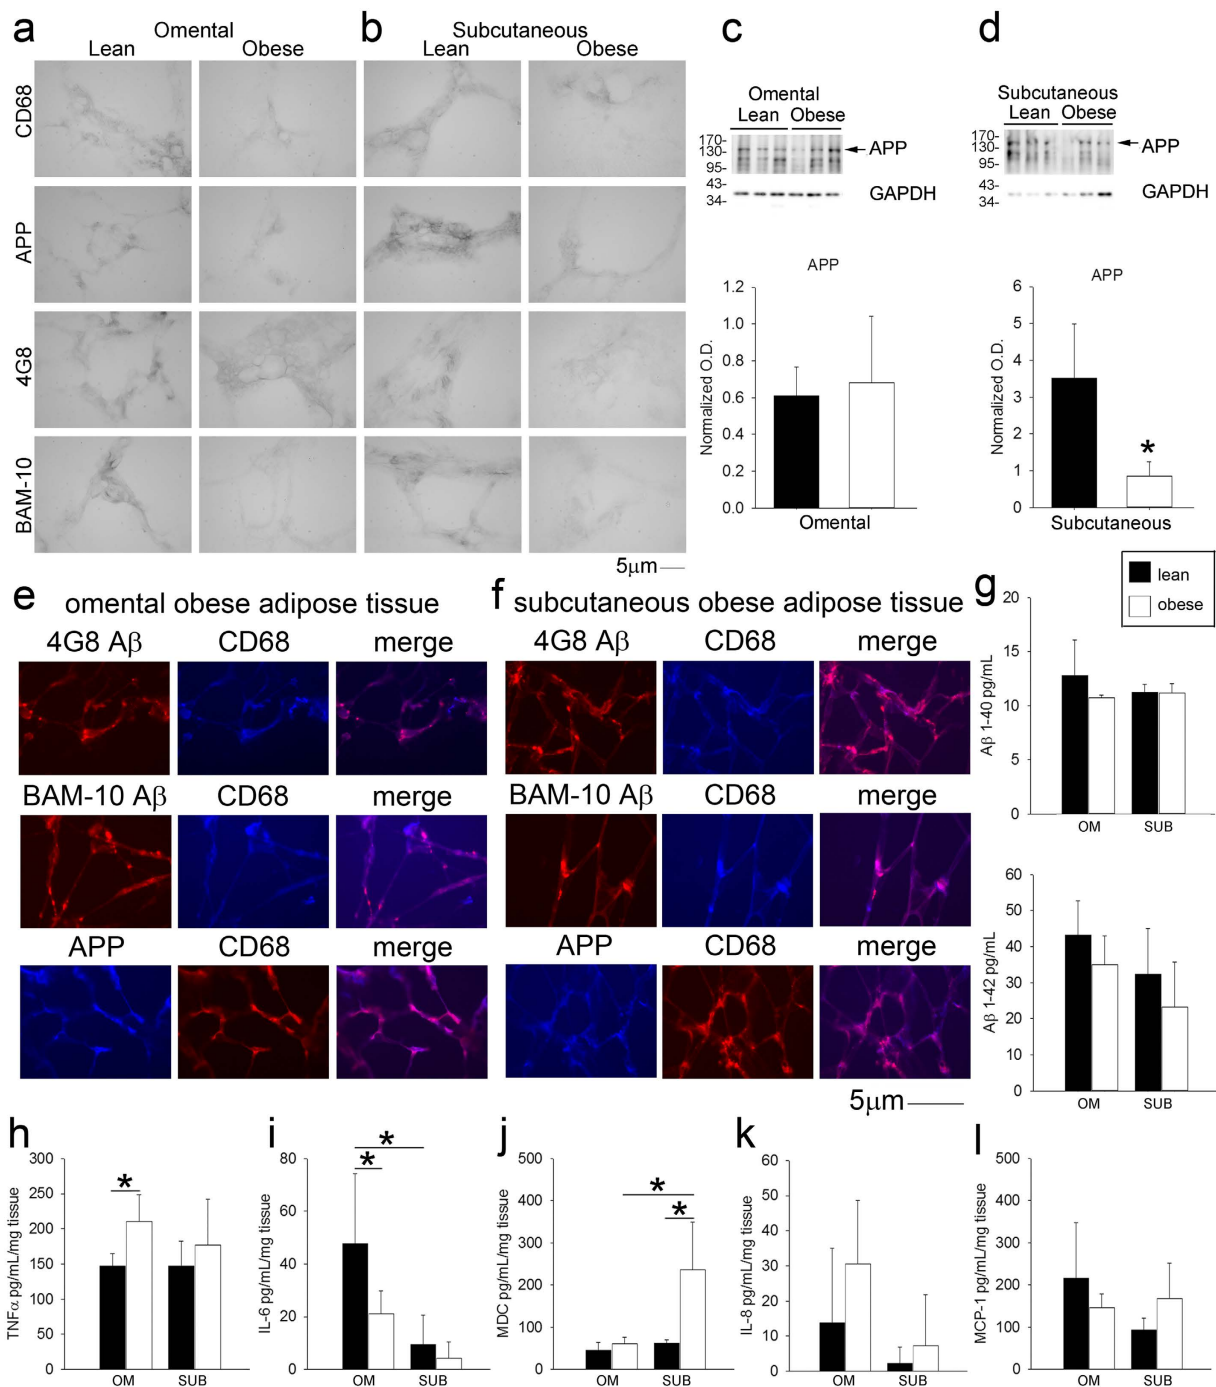 a Omental b Subcutaneous c d
Lean Obese Lean Obese
CD68
APP
4G8
BAM-10
5μm
Omental
Lean Obese
170-
130-
95-
43-
34-
APP
GAPDH
Subcutaneous
Lean Obese
170-
130-
95-
43-
34-
APP
GAPDH
APP
Normalized O.D.
1.2
1.0
0.8
0.6
0.4
0.2
0.0
Omental
APP
Normalized O.D.
6
5
4
3
2
1
0
*
Subcutaneous
e omental obese adipose tissue
4G8 Aβ CD68 merge
BAM-10 Aβ CD68 merge
APP CD68 merge
f subcutaneous obese adipose tissue
4G8 Aβ CD68 merge
BAM-10 Aβ CD68 merge
APP CD68 merge
5μm
g
lean
obese
Aβ 1-40 pg/mL
20
15
10
5
0
OM SUB
Aβ 1-42 pg/mL
60
50
40
30
20
10
0
OM SUB
h
TNFα pg/mL/mg tissue
300
250
200
150
100
50
0
*
OM SUB
i
IL-6 pg/mL/mg tissue
80
60
40
20
0
*
*
OM SUB
j
MDC pg/mL/mg tissue
500
400
300
200
100
0
*
*
OM SUB
k
IL-8 pg/mL/mg tissue
60
50
40
30
20
10
0
OM SUB
l
MCP-1 pg/mL/mg tissue
500
400
300
200
100
0
OM SUB